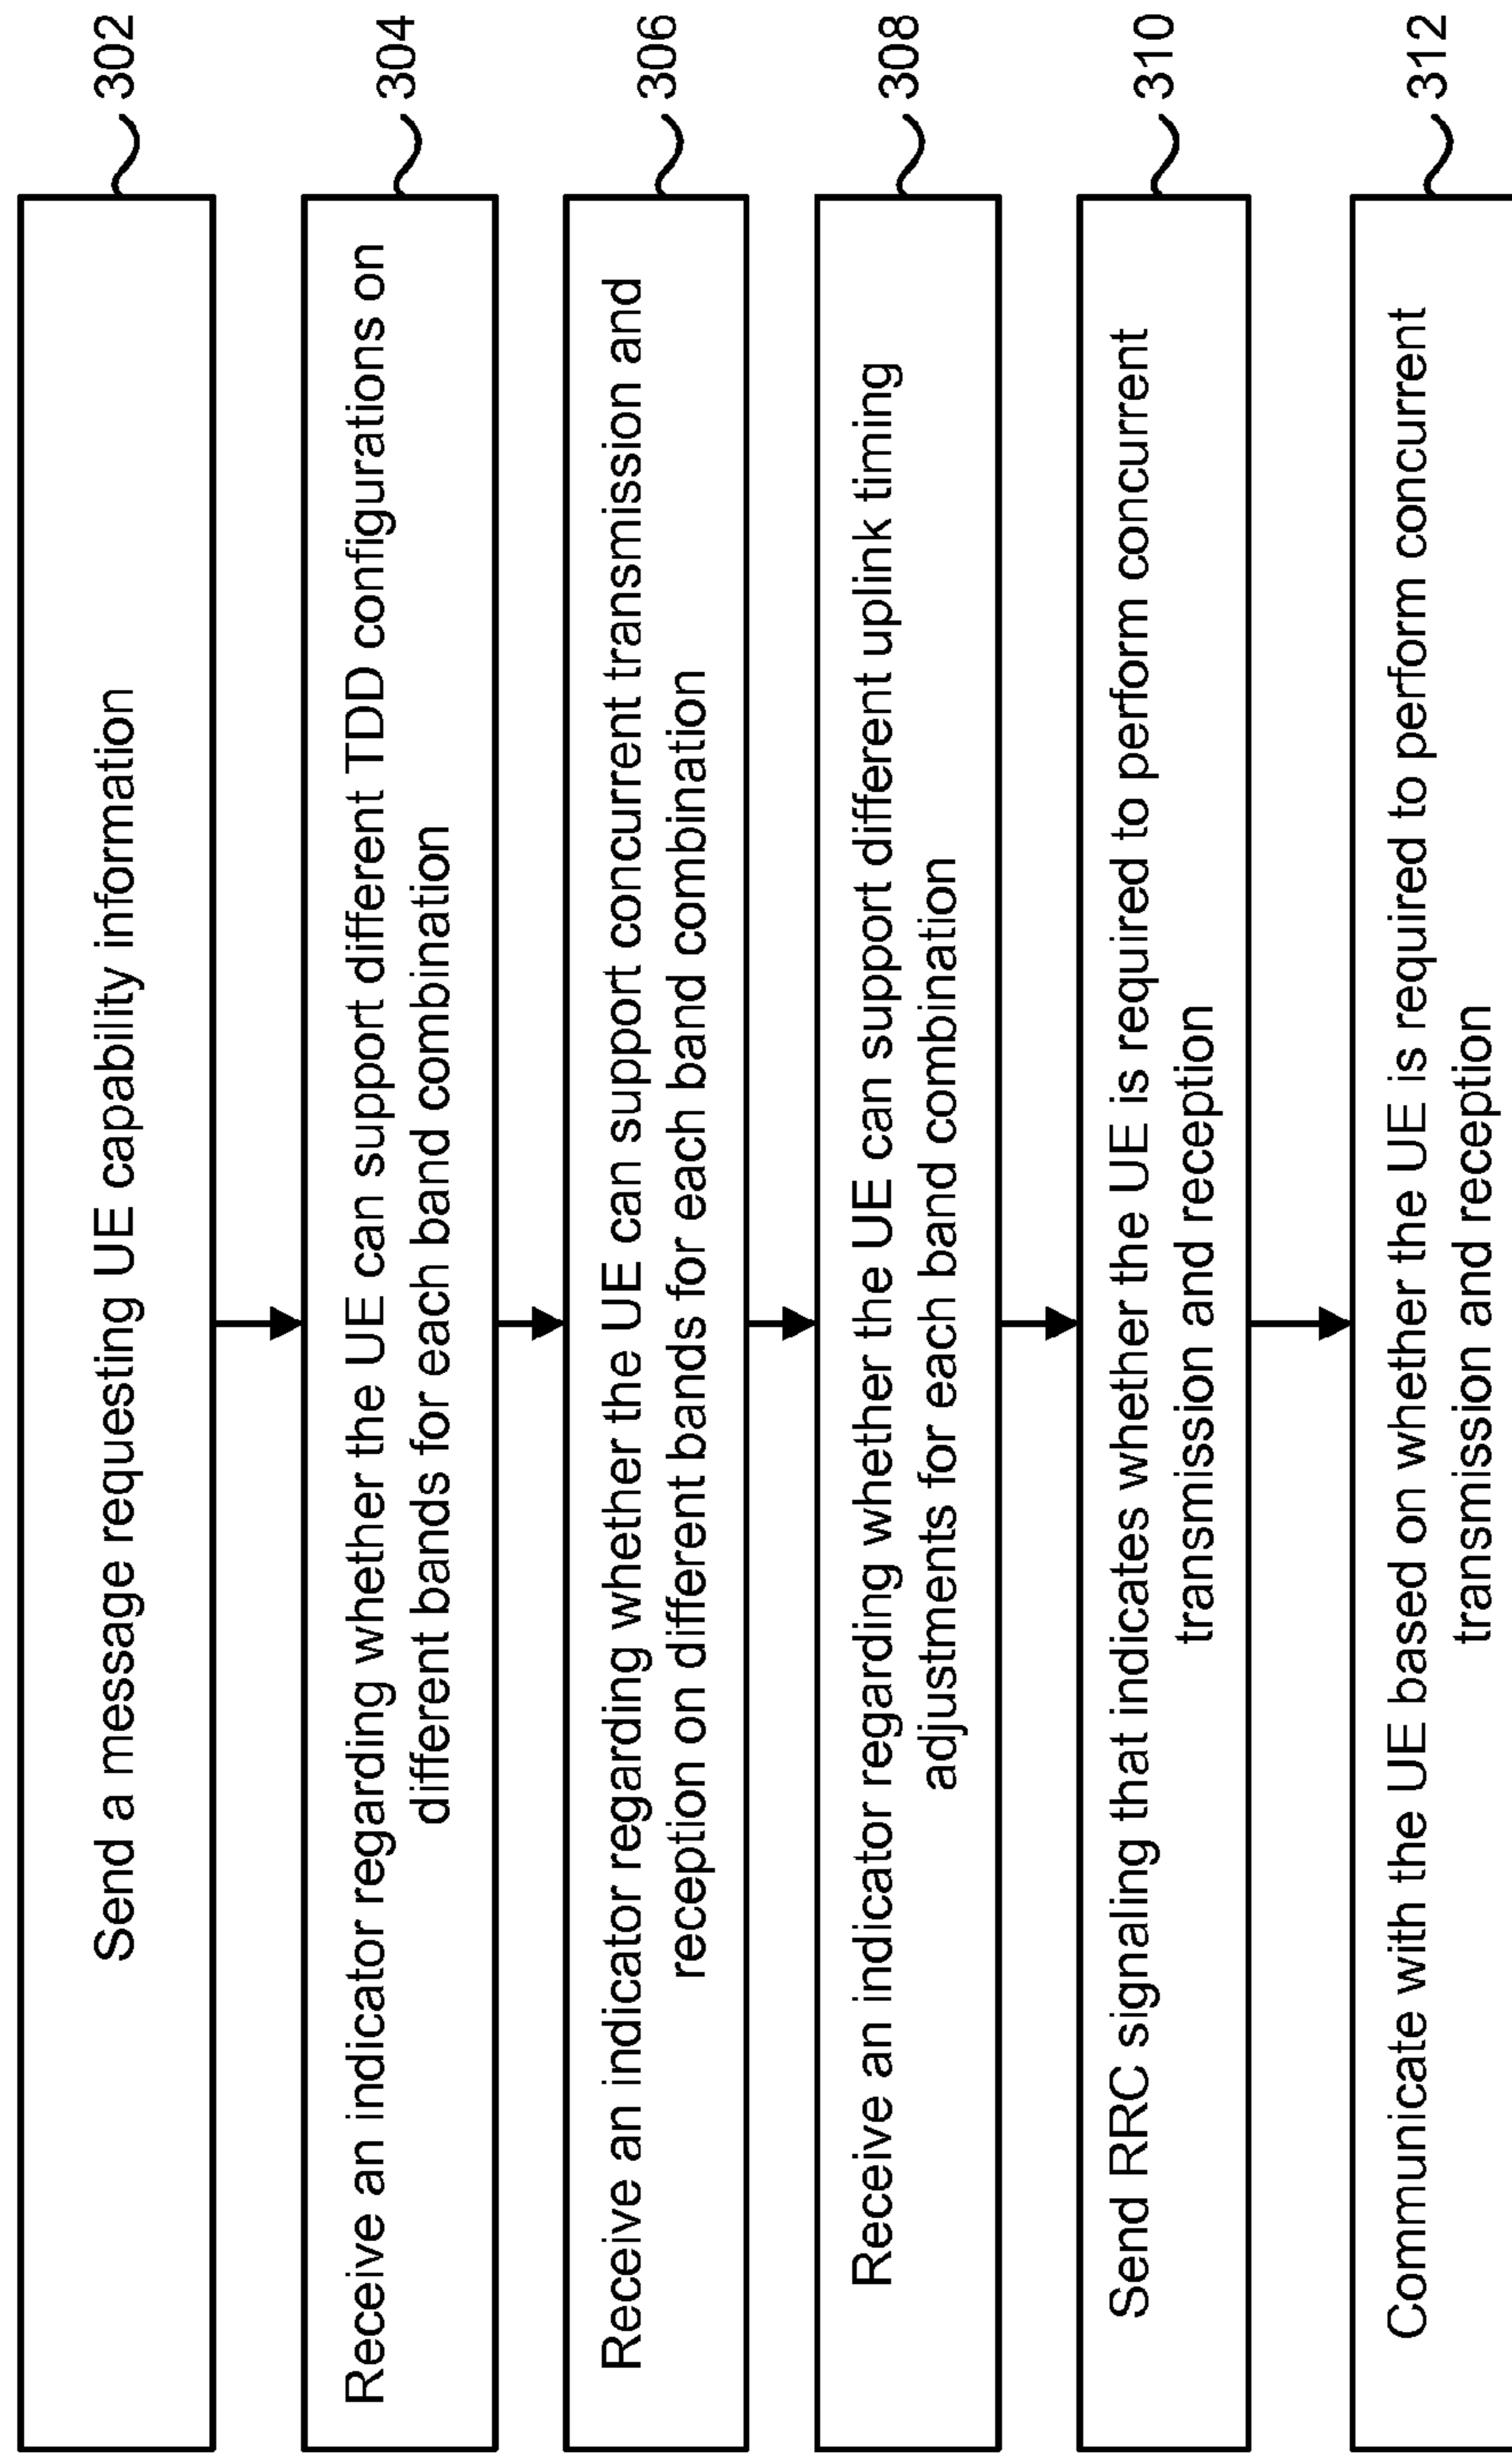 Send a message requesting UE capability information
302
Receive an indicator regarding whether the UE can support different TDD configurations on
different bands for each band combination
304
Receive an indicator regarding whether the UE can support concurrent transmission and
reception on different bands for each band combination
306
Receive an indicator regarding whether the UE can support different uplink timing
adjustments for each band combination
308
Send RRC signaling that indicates whether the UE is required to perform concurrent
transmission and reception
310
Communicate with the UE based on whether the UE is required to perform concurrent
transmission and reception
312